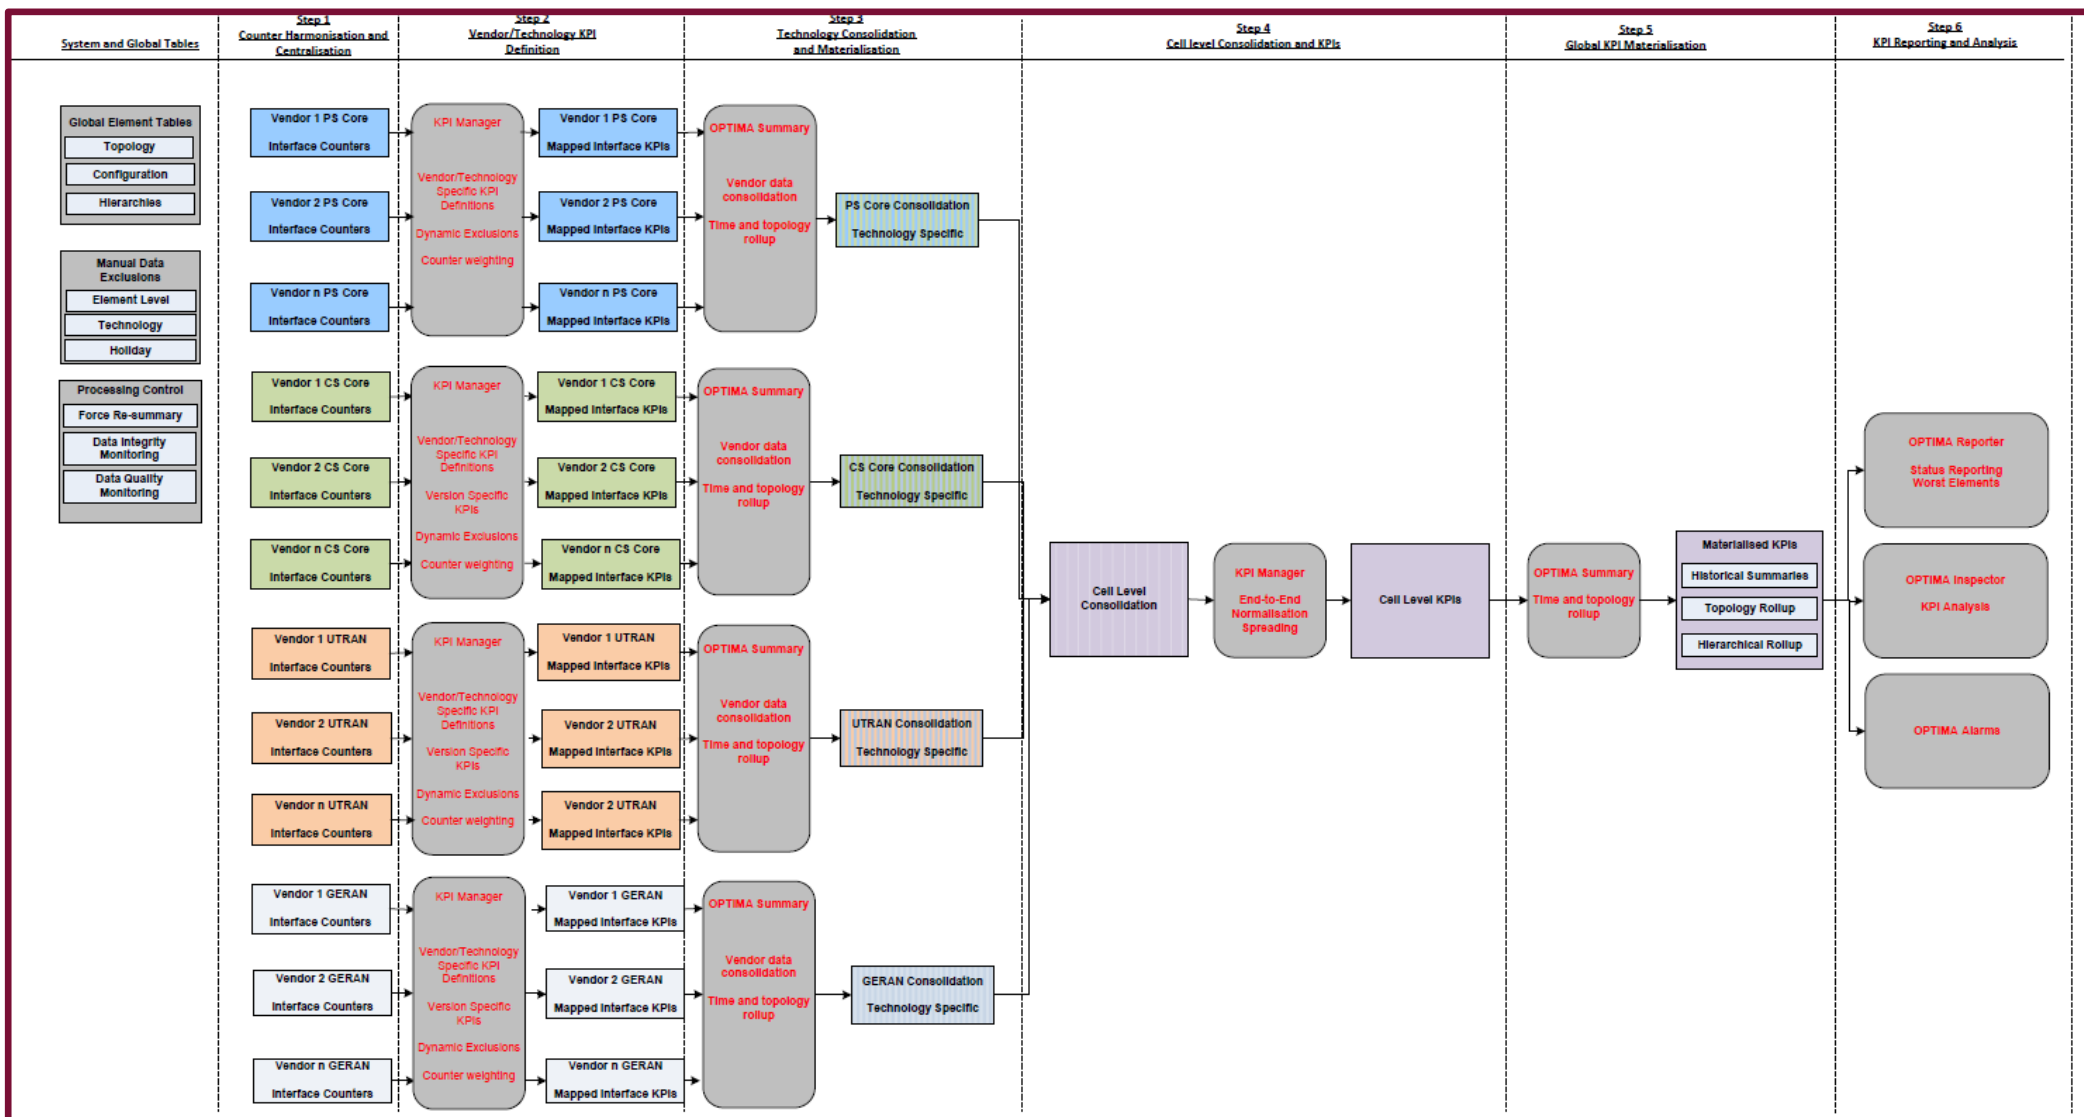 System and Global Tables
Step 1
Counter Harmonisation and
Centralisation
Step 2
Vendor/Technology KPI
Definition
Step 3
Technology Consolidation
and Materialisation
Step 4
Cell level Consolidation and KPIs
Step 5
Global KPI Materialisation
Step 6
KPI Reporting and Analysis
Global Element Tables
Topology
Configuration
Hierarchies
Manual Data
Exclusions
Element Level
Technology
Holiday
Processing Control
Force Re-summary
Data Integrity
Monitoring
Data Quality
Monitoring
Vendor 1 PS Core
Interface Counters
Vendor 2 PS Core
Interface Counters
Vendor n PS Core
Interface Counters
KPI Manager
Vendor/Technology
Specific KPI
Definitions
Dynamic Exclusions
Counter weighting
Vendor 1 PS Core
Mapped Interface KPIs
Vendor 2 PS Core
Mapped Interface KPIs
Vendor n PS Core
Mapped Interface KPIs
OPTIMA Summary
Vendor data
consolidation
Time and topology
rollup
PS Core Consolidation
Technology Specific
Vendor 1 CS Core
Interface Counters
Vendor 2 CS Core
Interface Counters
Vendor n CS Core
Interface Counters
KPI Manager
Vendor/Technology
Specific KPI
Definitions
Version Specific
KPIs
Dynamic Exclusions
Counter weighting
Vendor 1 CS Core
Mapped Interface KPIs
Vendor 2 CS Core
Mapped Interface KPIs
Vendor n CS Core
Mapped Interface KPIs
OPTIMA Summary
Vendor data
consolidation
Time and topology
rollup
CS Core Consolidation
Technology Specific
Vendor 1 UTRAN
Interface Counters
Vendor 2 UTRAN
Interface Counters
Vendor n UTRAN
Interface Counters
KPI Manager
Vendor/Technology
Specific KPI
Definitions
Version Specific
KPIs
Dynamic Exclusions
Counter weighting
Vendor 1 UTRAN
Mapped Interface KPIs
Vendor 2 UTRAN
Mapped Interface KPIs
Vendor 2 UTRAN
Mapped Interface KPIs
OPTIMA Summary
Vendor data
consolidation
Time and topology
rollup
UTRAN Consolidation
Technology Specific
Vendor 1 GERAN
Interface Counters
Vendor 2 GERAN
Interface Counters
Vendor n GERAN
Interface Counters
KPI Manager
Vendor/Technology
Specific KPI
Definitions
Version Specific
KPIs
Dynamic Exclusions
Counter weighting
Vendor 1 GERAN
Mapped Interface KPIs
Vendor 2 GERAN
Mapped Interface KPIs
Vendor n GERAN
Mapped Interface KPIs
OPTIMA Summary
Vendor data
consolidation
Time and topology
rollup
GERAN Consolidation
Technology Specific
Cell Level
Consolidation
KPI Manager
End-to-End
Normalisation
Spreading
Cell Level KPIs
OPTIMA Summary
Time and topology
rollup
Materialised KPIs
Historical Summaries
Topology Rollup
Hierarchical Rollup
OPTIMA Reporter
Status Reporting
Worst Elements
OPTIMA Inspector
KPI Analysis
OPTIMA Alarms